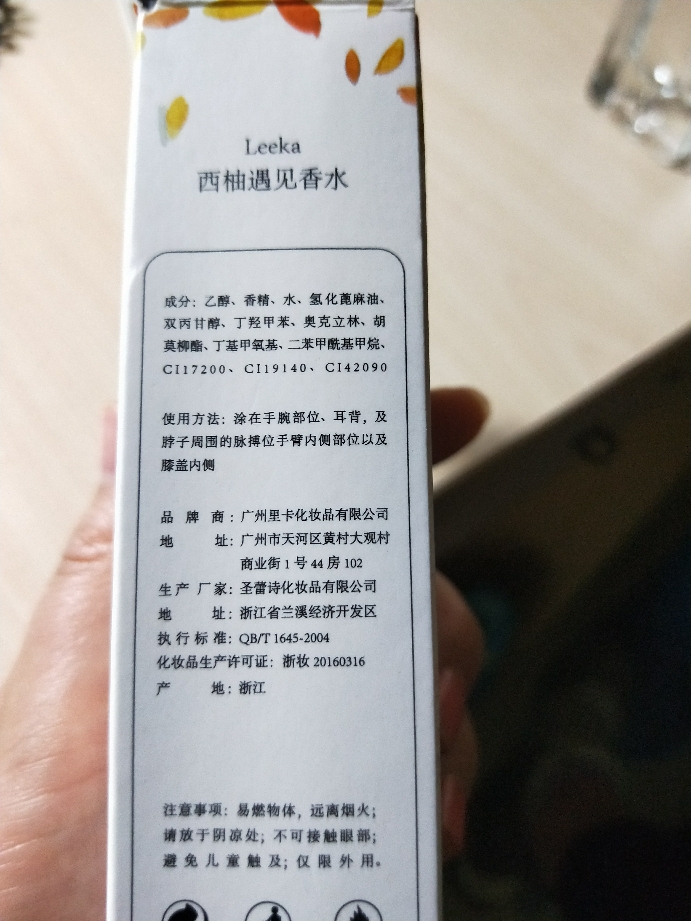 Leeka
西柚遇见香水
成分：乙醇、香精、水、氢化蓖麻油、
双丙甘醇、丁羟甲苯、奥克立林、胡
莫柳酯、丁基甲氧基、二苯甲酰基甲烷、
CI17200、CI19140、CI42090
使用方法：涂在手腕部位、耳背，及
脖子周围的脉搏位手臂内侧部位以及
膝盖内侧
品牌商：广州里卡化妆品有限公司
地址：广州市天河区黄村大观村
商业街1号44房102
生产厂家：圣蕾诗化妆品有限公司
地址：浙江省兰溪经济开发区
执行标准：QB/T 1645-2004
化妆品生产许可证：浙妆20160316
产地：浙江
注意事项：易燃物体，远离烟火；
请放于阴凉处；不可接触眼部；
避免儿童触及；仅限外用。